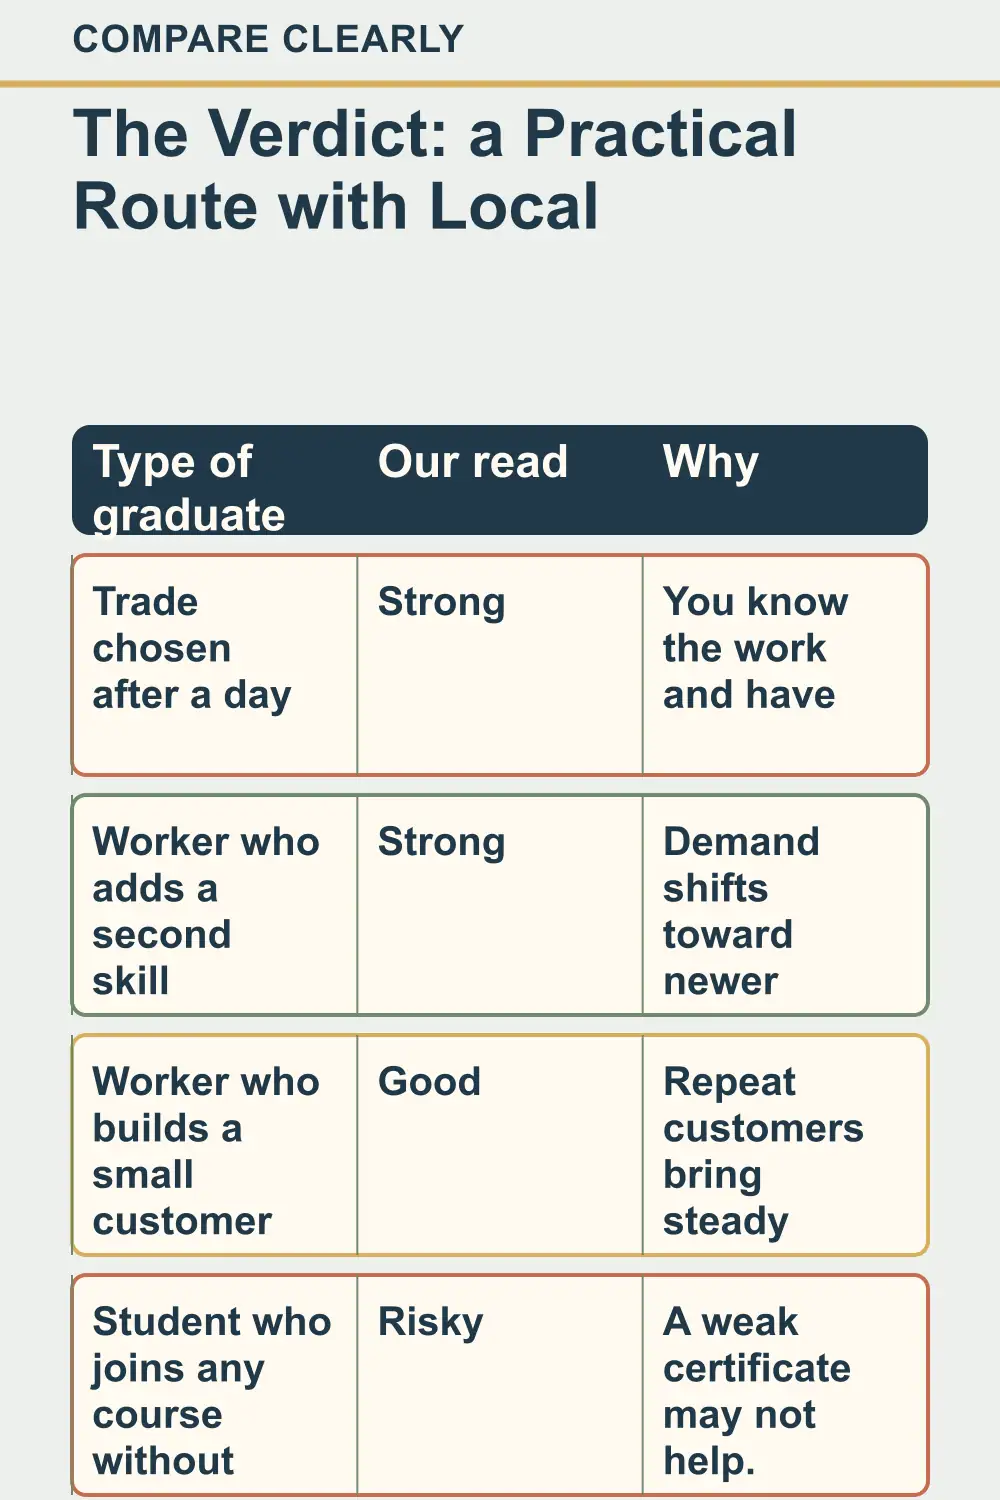 COMPARE CLEARLY
The Verdict: a Practical
Route with Local
Type of
graduate
Our read
Why
Trade
chosen
after a day
Strong
You know
the work
and have
Worker who
adds a
second
skill
Strong
Demand
shifts
toward
newer
Worker who
builds a
small
customer
Good
Repeat
customers
bring
steady
Student who
joins any
course
without
Risky
A weak
certificate
may not
help.